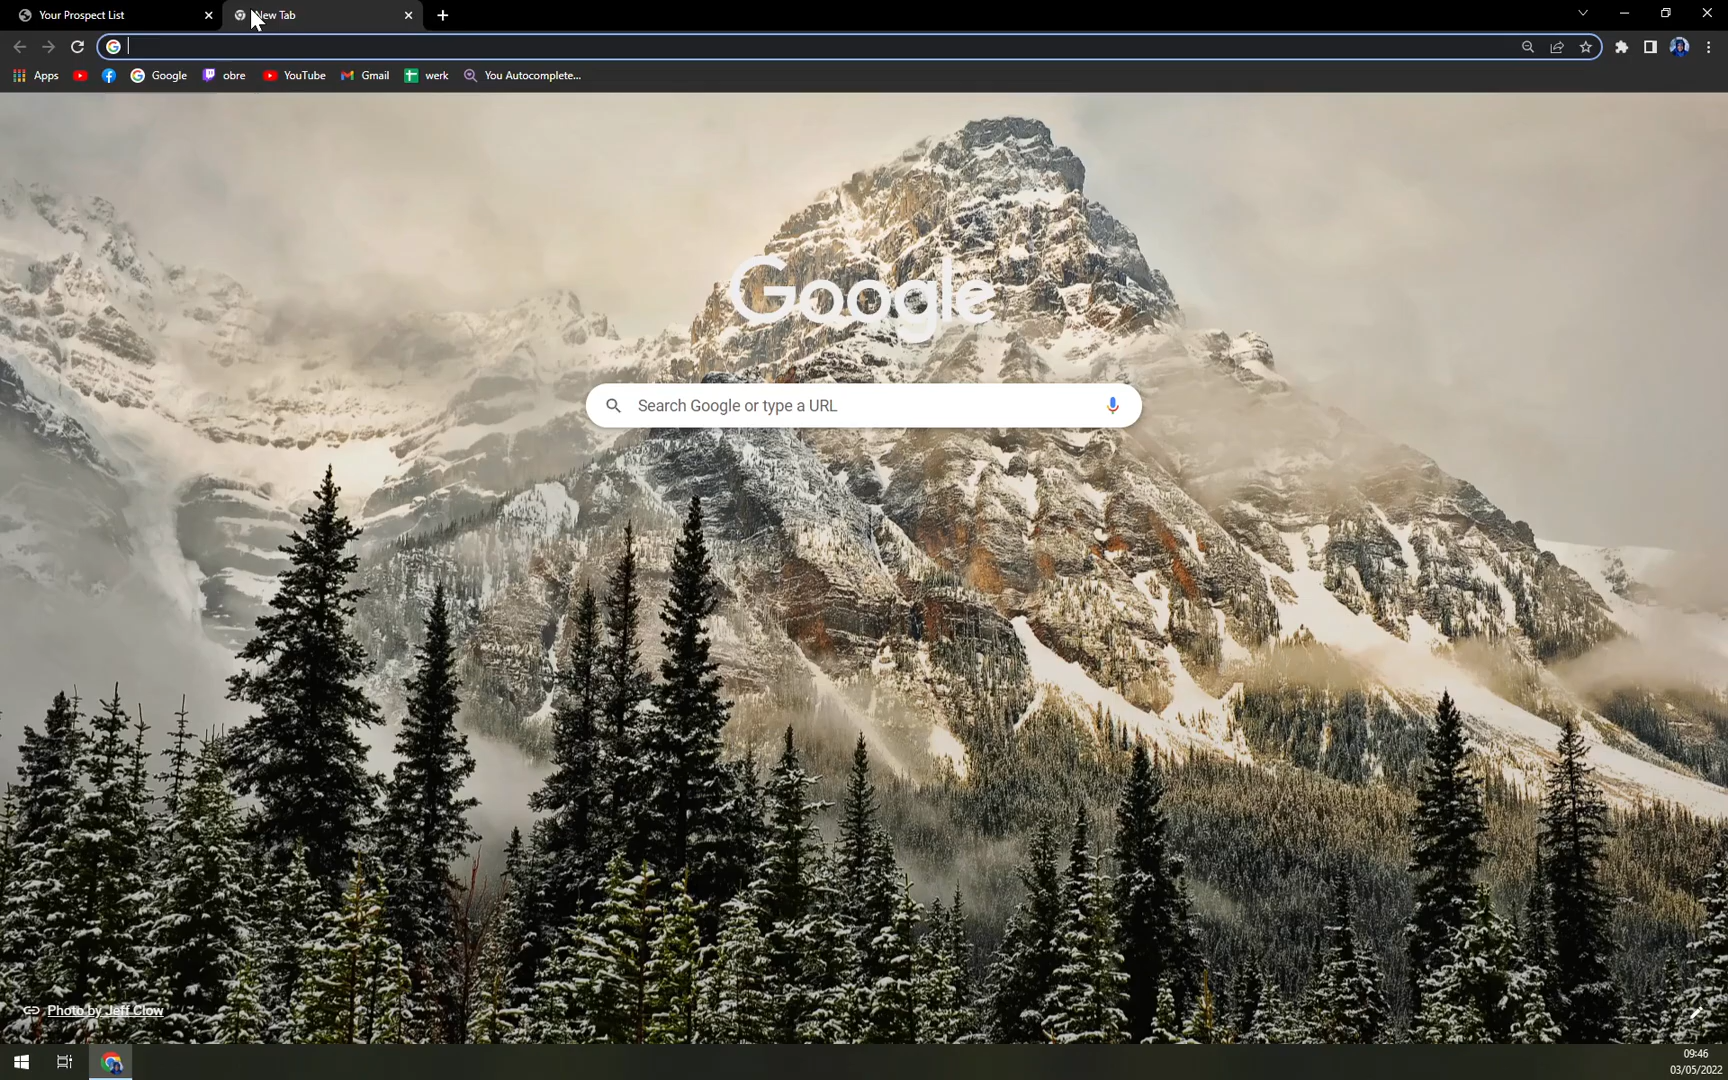 Your Prospect List
New Tab
Apps
Google
obre
YouTube
Gmail
werk
You Autocomplete...
Google
Search Google or type a URL
Photo by Jeff Clow
09:46
03/05/2022